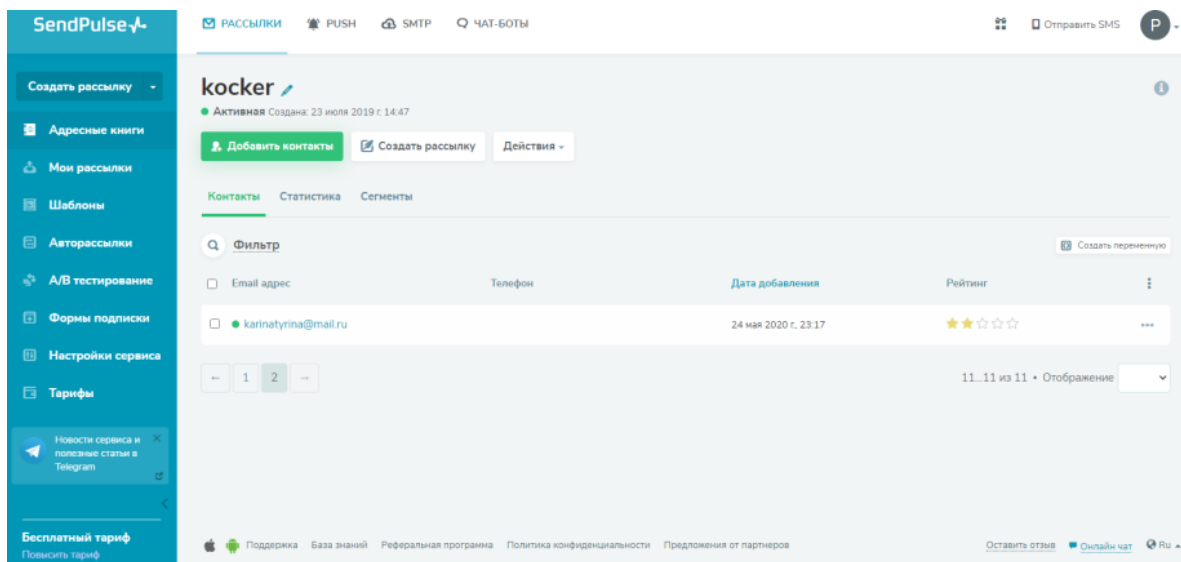 SendPulse
РАССЫЛКИ PUSH SMTP ЧАТ-БОТЫ Отправить SMS P
Создать рассылку
Адресные книги
Мои рассылки
Шаблоны
Авторассылки
A/B тестирование
Формы подписки
Настройки сервиса
Тарифы
Новости сервиса и
полезные статьи в
Telegram
Бесплатный тариф
Повысить тариф
kocker
Активная Создана: 23 июля 2019 г. 14:47
Добавить контакты Создать рассылку Действия
Контакты Статистика Сегменты
Фильтр Создать переменную
Email адрес Телефон Дата добавления Рейтинг
karinatyrina@mail.ru 24 мая 2020 г., 23:17
← 1 2 → 11...11 из 11 • Отображение
Поддержка База знаний Реферальная программа Политика конфиденциальности Предложения от партнеров Оставить отзыв Онлайн чат Ru